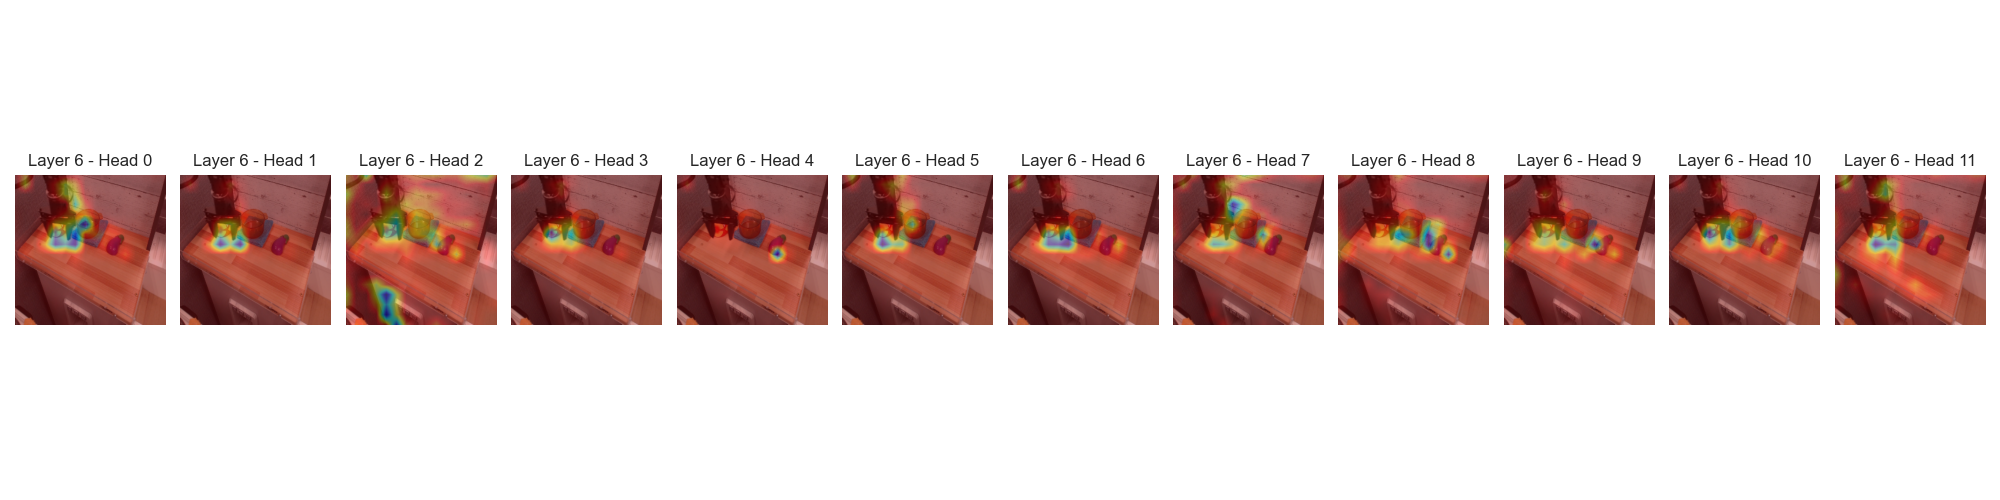 Layer 6 - Head 0
Layer 6 - Head 1
Layer 6 - Head 2
Layer 6 - Head 3
Layer 6 - Head 4
Layer 6 - Head 5
Layer 6 - Head 6
Layer 6 - Head 7
Layer 6 - Head 8
Layer 6 - Head 9
Layer 6 - Head 10
Layer 6 - Head 11